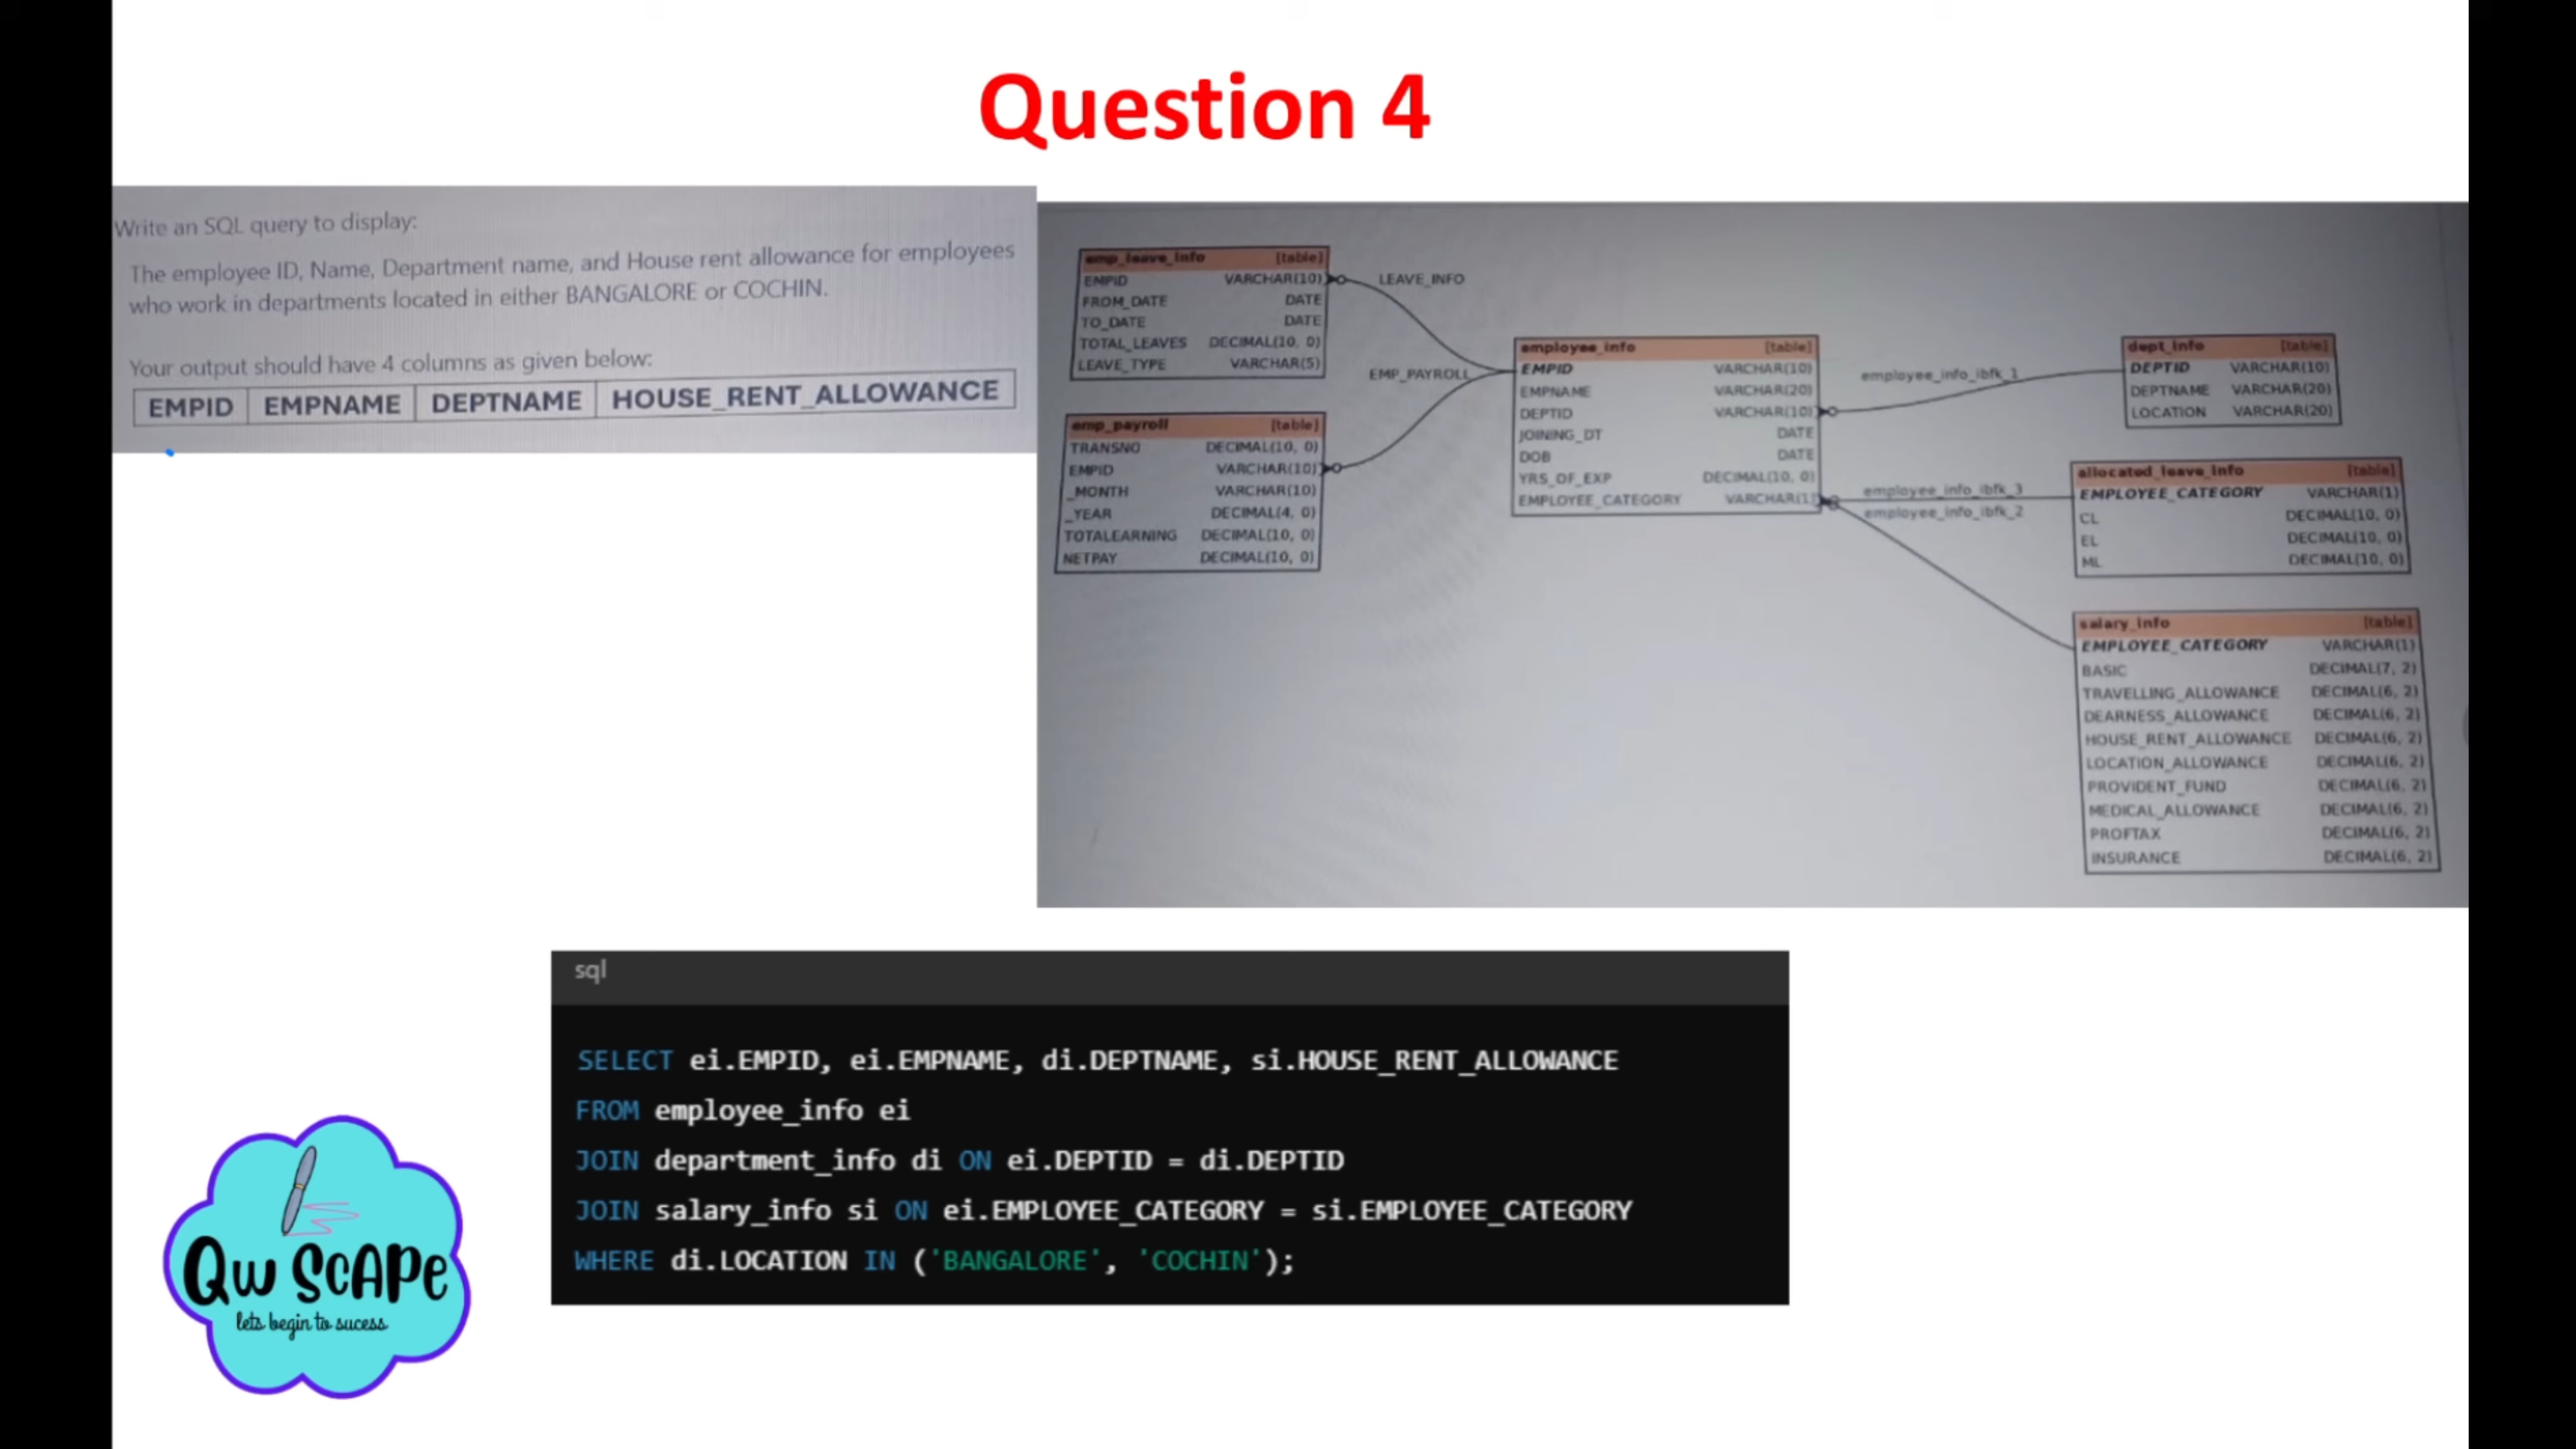 Question 4
Write an SQL query to display:
The employee ID, Name, Department name, and House rent allowance for employees
who work in departments located in either BANGALORE or COCHIN.
Your output should have 4 columns as given below:
EMPID EMPNAME DEPTNAME HOUSE_RENT_ALLOWANCE
emp_leave_info [table]
EMPID VARCHAR(10)
FROM_DATE DATE
TO_DATE DATE
TOTAL_LEAVES DECIMAL(10, 0)
LEAVE_TYPE VARCHAR(5)
LEAVE_INFO
EMP_PAYROLL
emp_payroll [table]
TRANSNO DECIMAL(10, 0)
EMPID VARCHAR(10)
_MONTH VARCHAR(10)
_YEAR DECIMAL(4, 0)
TOTALEARNING DECIMAL(10, 0)
NETPAY DECIMAL(10, 0)
employee_info [table]
EMPID VARCHAR(10)
EMPNAME VARCHAR(20)
DEPTID VARCHAR(10)
JOINING_DT DATE
DOB DATE
YRS_OF_EXP DECIMAL(10, 0)
EMPLOYEE_CATEGORY VARCHAR(1)
employee_info_ibfk_1
employee_info_ibfk_3
employee_info_ibfk_2
dept_info [table]
DEPTID VARCHAR(10)
DEPTNAME VARCHAR(20)
LOCATION VARCHAR(20)
allocated_leave_info [table]
EMPLOYEE_CATEGORY VARCHAR(1)
CL DECIMAL(10, 0)
EL DECIMAL(10, 0)
ML DECIMAL(10, 0)
salary_info [table]
EMPLOYEE_CATEGORY VARCHAR(1)
BASIC DECIMAL(7, 2)
TRAVELLING_ALLOWANCE DECIMAL(6, 2)
DEARNESS_ALLOWANCE DECIMAL(6, 2)
HOUSE_RENT_ALLOWANCE DECIMAL(6, 2)
LOCATION_ALLOWANCE DECIMAL(6, 2)
PROVIDENT_FUND DECIMAL(6, 2)
MEDICAL_ALLOWANCE DECIMAL(6, 2)
PROFTAX DECIMAL(6, 2)
INSURANCE DECIMAL(6, 2)
sql
SELECT ei.EMPID, ei.EMPNAME, di.DEPTNAME, si.HOUSE_RENT_ALLOWANCE
FROM employee_info ei
JOIN department_info di ON ei.DEPTID = di.DEPTID
JOIN salary_info si ON ei.EMPLOYEE_CATEGORY = si.EMPLOYEE_CATEGORY
WHERE di.LOCATION IN ('BANGALORE', 'COCHIN');
Qw ScAPe
lets begin to sucess